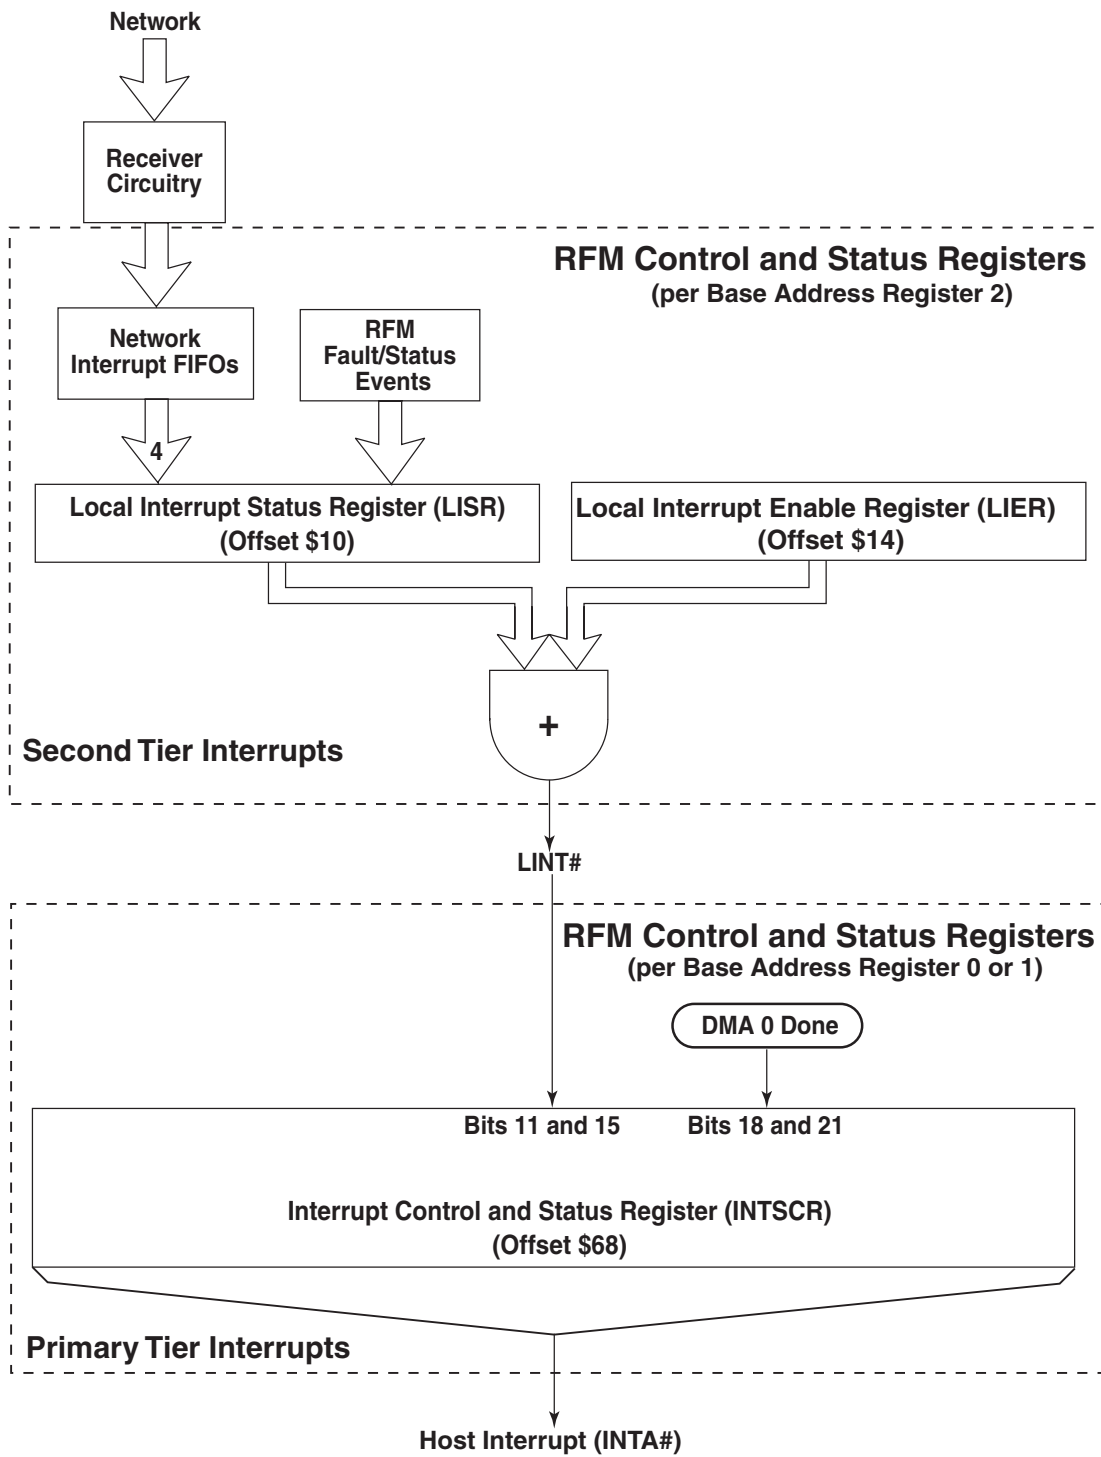 Network
Receiver
Circuitry
RFM Control and Status Registers
(per Base Address Register 2)
Network
Interrupt FIFOs
RFM
Fault/Status
Events
4
Local Interrupt Status Register (LISR)
(Offset $10)
Local Interrupt Enable Register (LIER)
(Offset $14)
+
Second Tier Interrupts
LINT#
RFM Control and Status Registers
(per Base Address Register 0 or 1)
DMA 0 Done
Bits 11 and 15
Bits 18 and 21
Interrupt Control and Status Register (INTSCR)
(Offset $68)
Primary Tier Interrupts
Host Interrupt (INTA#)